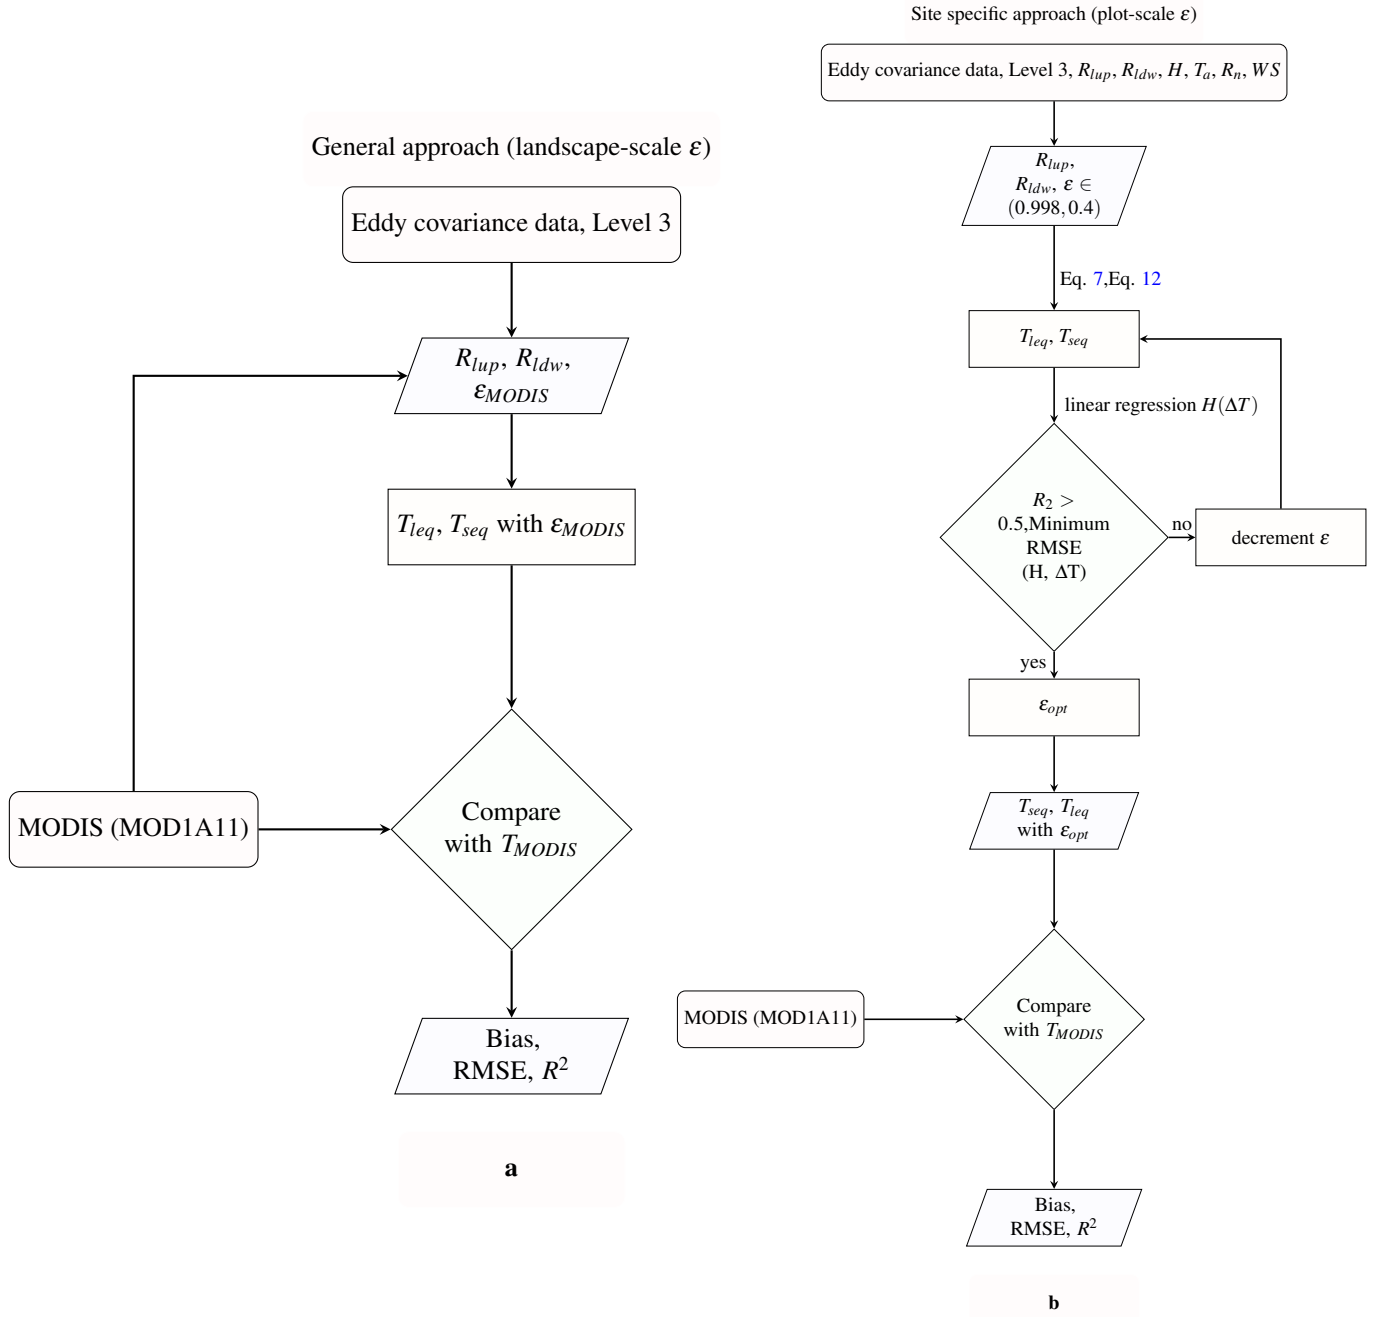 General approach (landscape-scale ε)
Eddy covariance data, Level 3
R_lup, R_ldw,
ε_MODIS
T_leq, T_seq with ε_MODIS
MODIS (MOD1A11)
Compare
with T_MODIS
Bias,
RMSE, R²
a
Site specific approach (plot-scale ε)
Eddy covariance data, Level 3, R_lup, R_ldw, H, T_a, R_n, WS
R_lup,
R_ldw, ε ∈
(0.998,0.4)
Eq. 7,Eq. 12
T_leq, T_seq
linear regression H(ΔT)
R_2 >
0.5,Minimum
RMSE
(H, ΔT)
no
decrement ε
yes
ε_opt
T_seq, T_leq
with ε_opt
MODIS (MOD1A11)
Compare
with T_MODIS
Bias,
RMSE, R²
b